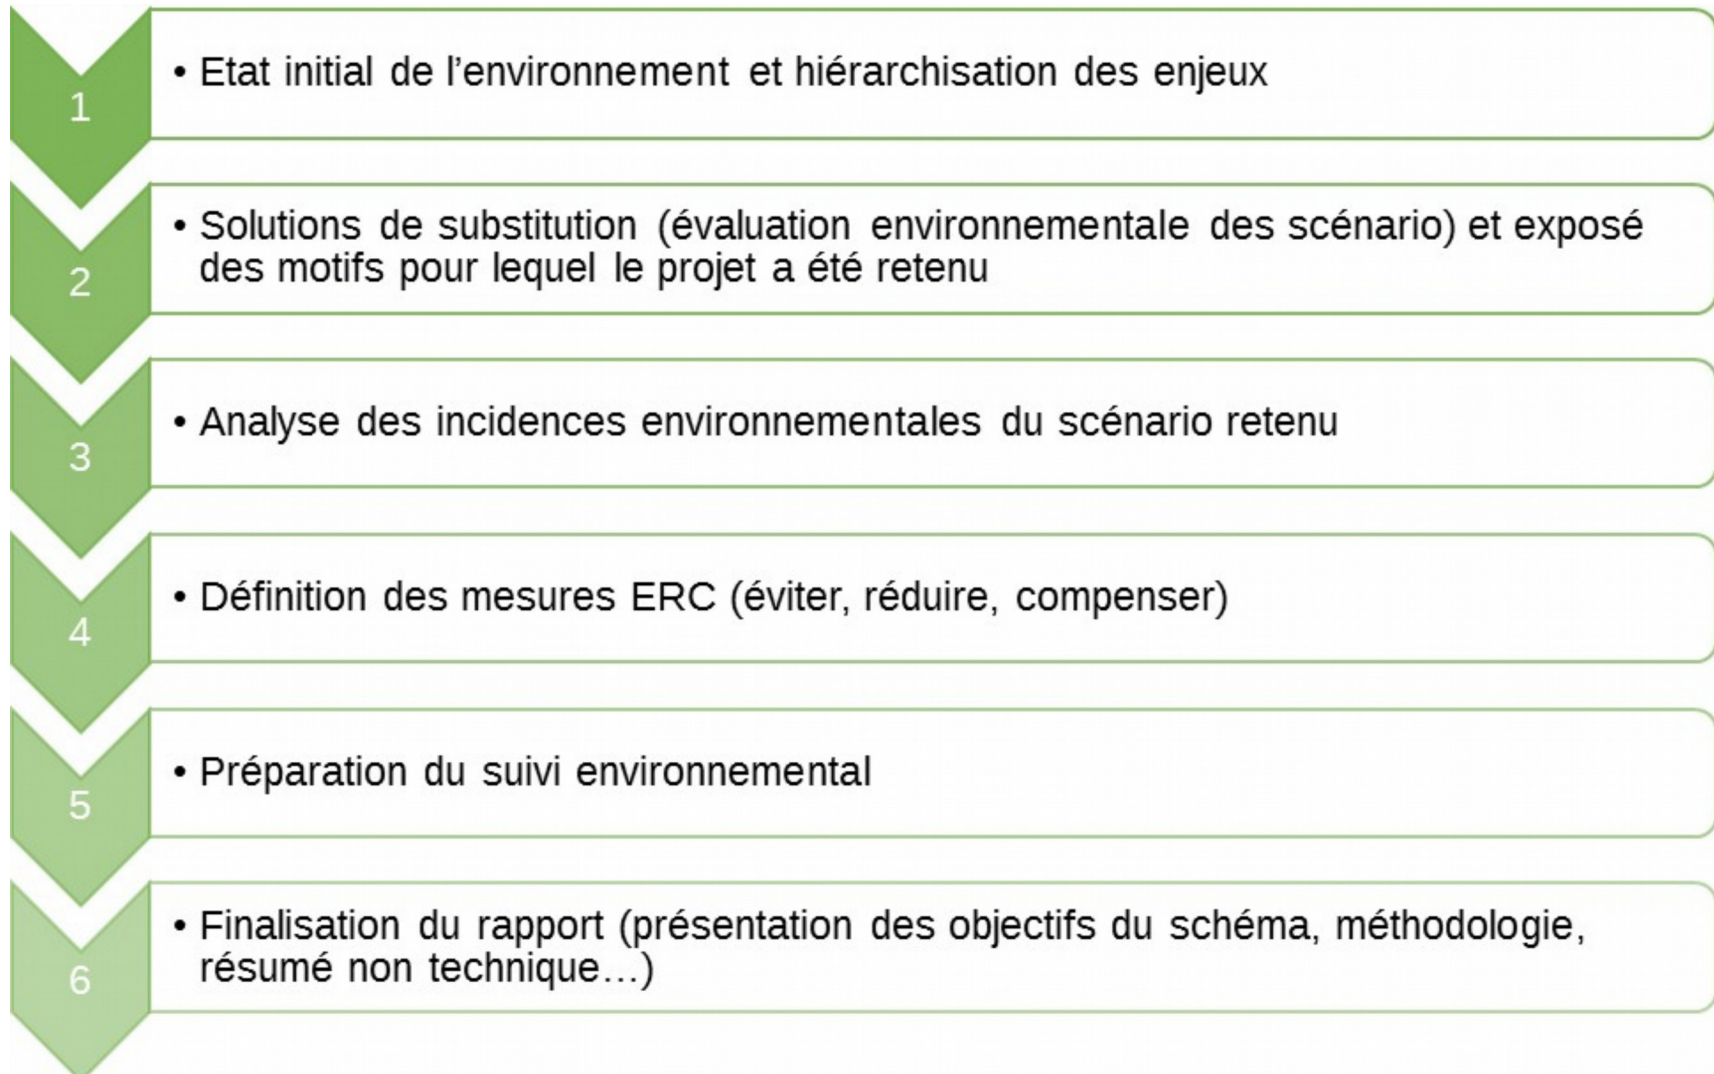 1
• Etat initial de l’environnement et hiérarchisation des enjeux
2
• Solutions de substitution (évaluation environnementale des scénario) et exposé
des motifs pour lequel le projet a été retenu
3
• Analyse des incidences environnementales du scénario retenu
4
• Définition des mesures ERC (éviter, réduire, compenser)
5
• Préparation du suivi environnemental
6
• Finalisation du rapport (présentation des objectifs du schéma, méthodologie,
résumé non technique…)